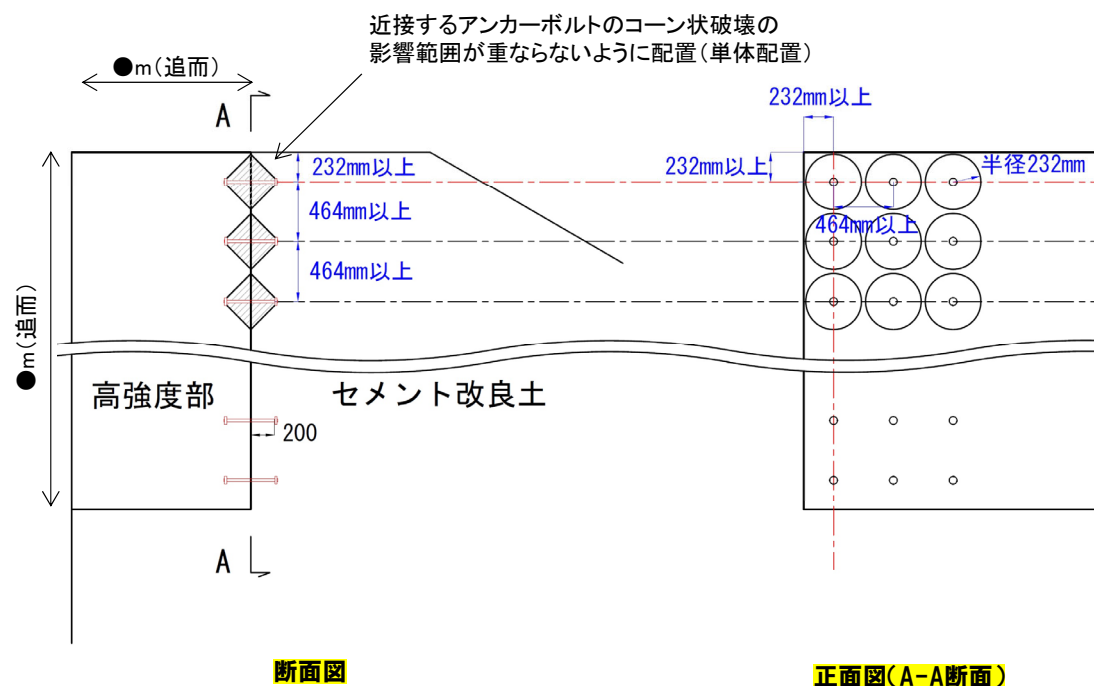 近接するアンカーボルトのコーン状破壊の
影響範囲が重ならないように配置(単体配置)
●m(追而)
A
232mm以上
464mm以上
464mm以上
●m(追而)
高強度部
セメント改良土
200
A
断面図
232mm以上
232mm以上
半径232mm
464mm以上
正面図(A-A断面)